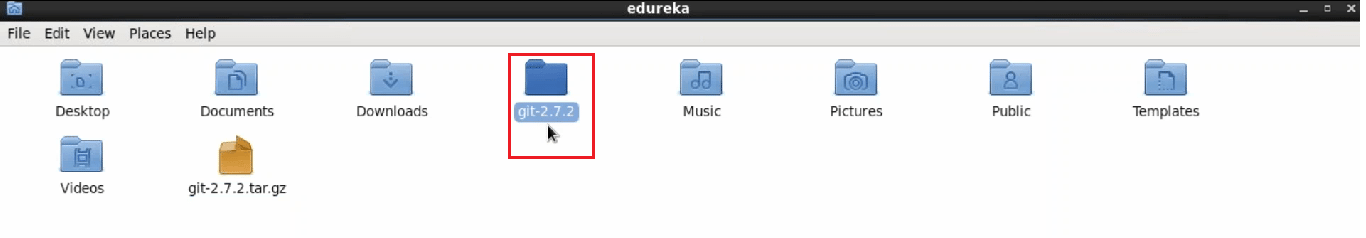 edureka
File Edit View Places Help
Desktop Documents Downloads git-2.7.2 Music Pictures Public Templates
Videos git-2.7.2.tar.gz